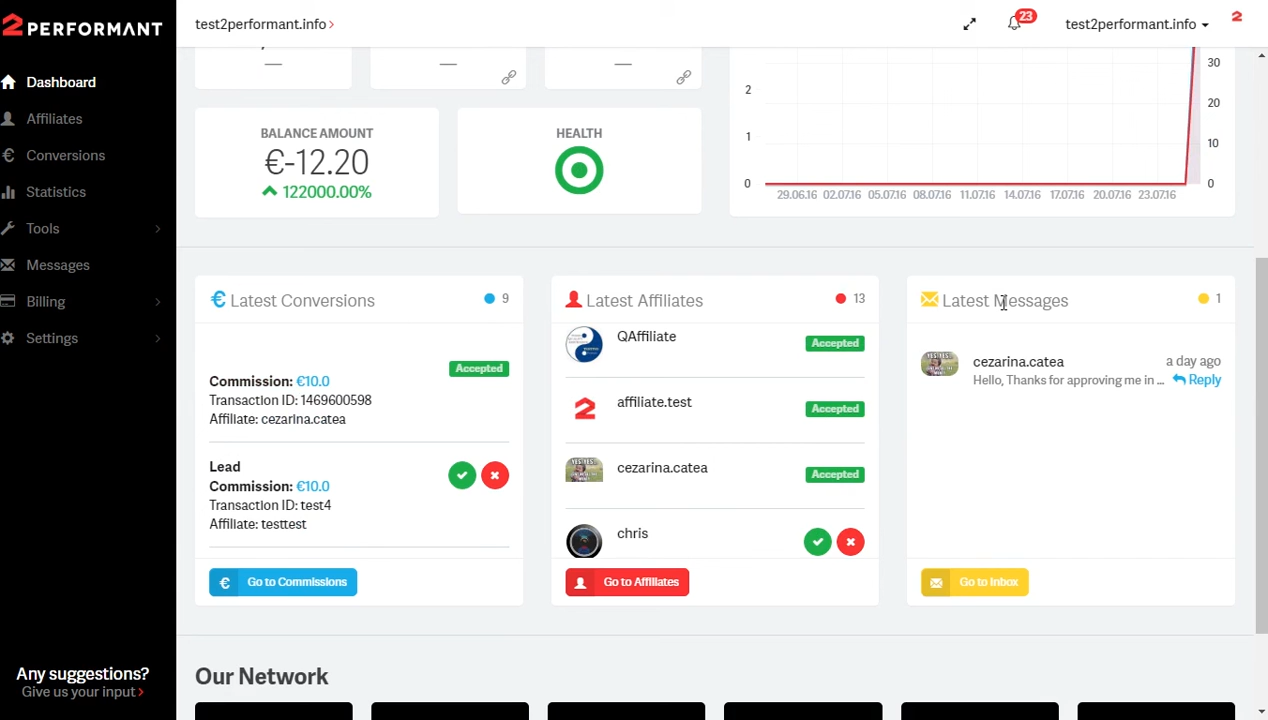 2PERFORMANT
test2performant.info
23
test2performant.info
2
Dashboard
Affiliates
Conversions
Statistics
Tools
Messages
Billing
Settings
Any suggestions?
Give us your input
—
—
—
BALANCE AMOUNT
€-12.20
122000.00%
HEALTH
2
1
0
30
20
10
0
29.06.16 02.07.16 05.07.16 08.07.16 11.07.16 14.07.16 17.07.16 20.07.16 23.07.16
€ Latest Conversions
9
Accepted
Commission: €10.0
Transaction ID: 1469600598
Affiliate: cezarina.catea
Lead
Commission: €10.0
Transaction ID: test4
Affiliate: testtest
€ Go to Commissions
Latest Affiliates
13
QAffiliate
Accepted
affiliate.test
Accepted
cezarina.catea
Accepted
chris
Go to Affiliates
Latest Messages
1
cezarina.catea
a day ago
Hello, Thanks for approving me in ...
Reply
Go to Inbox
Our Network